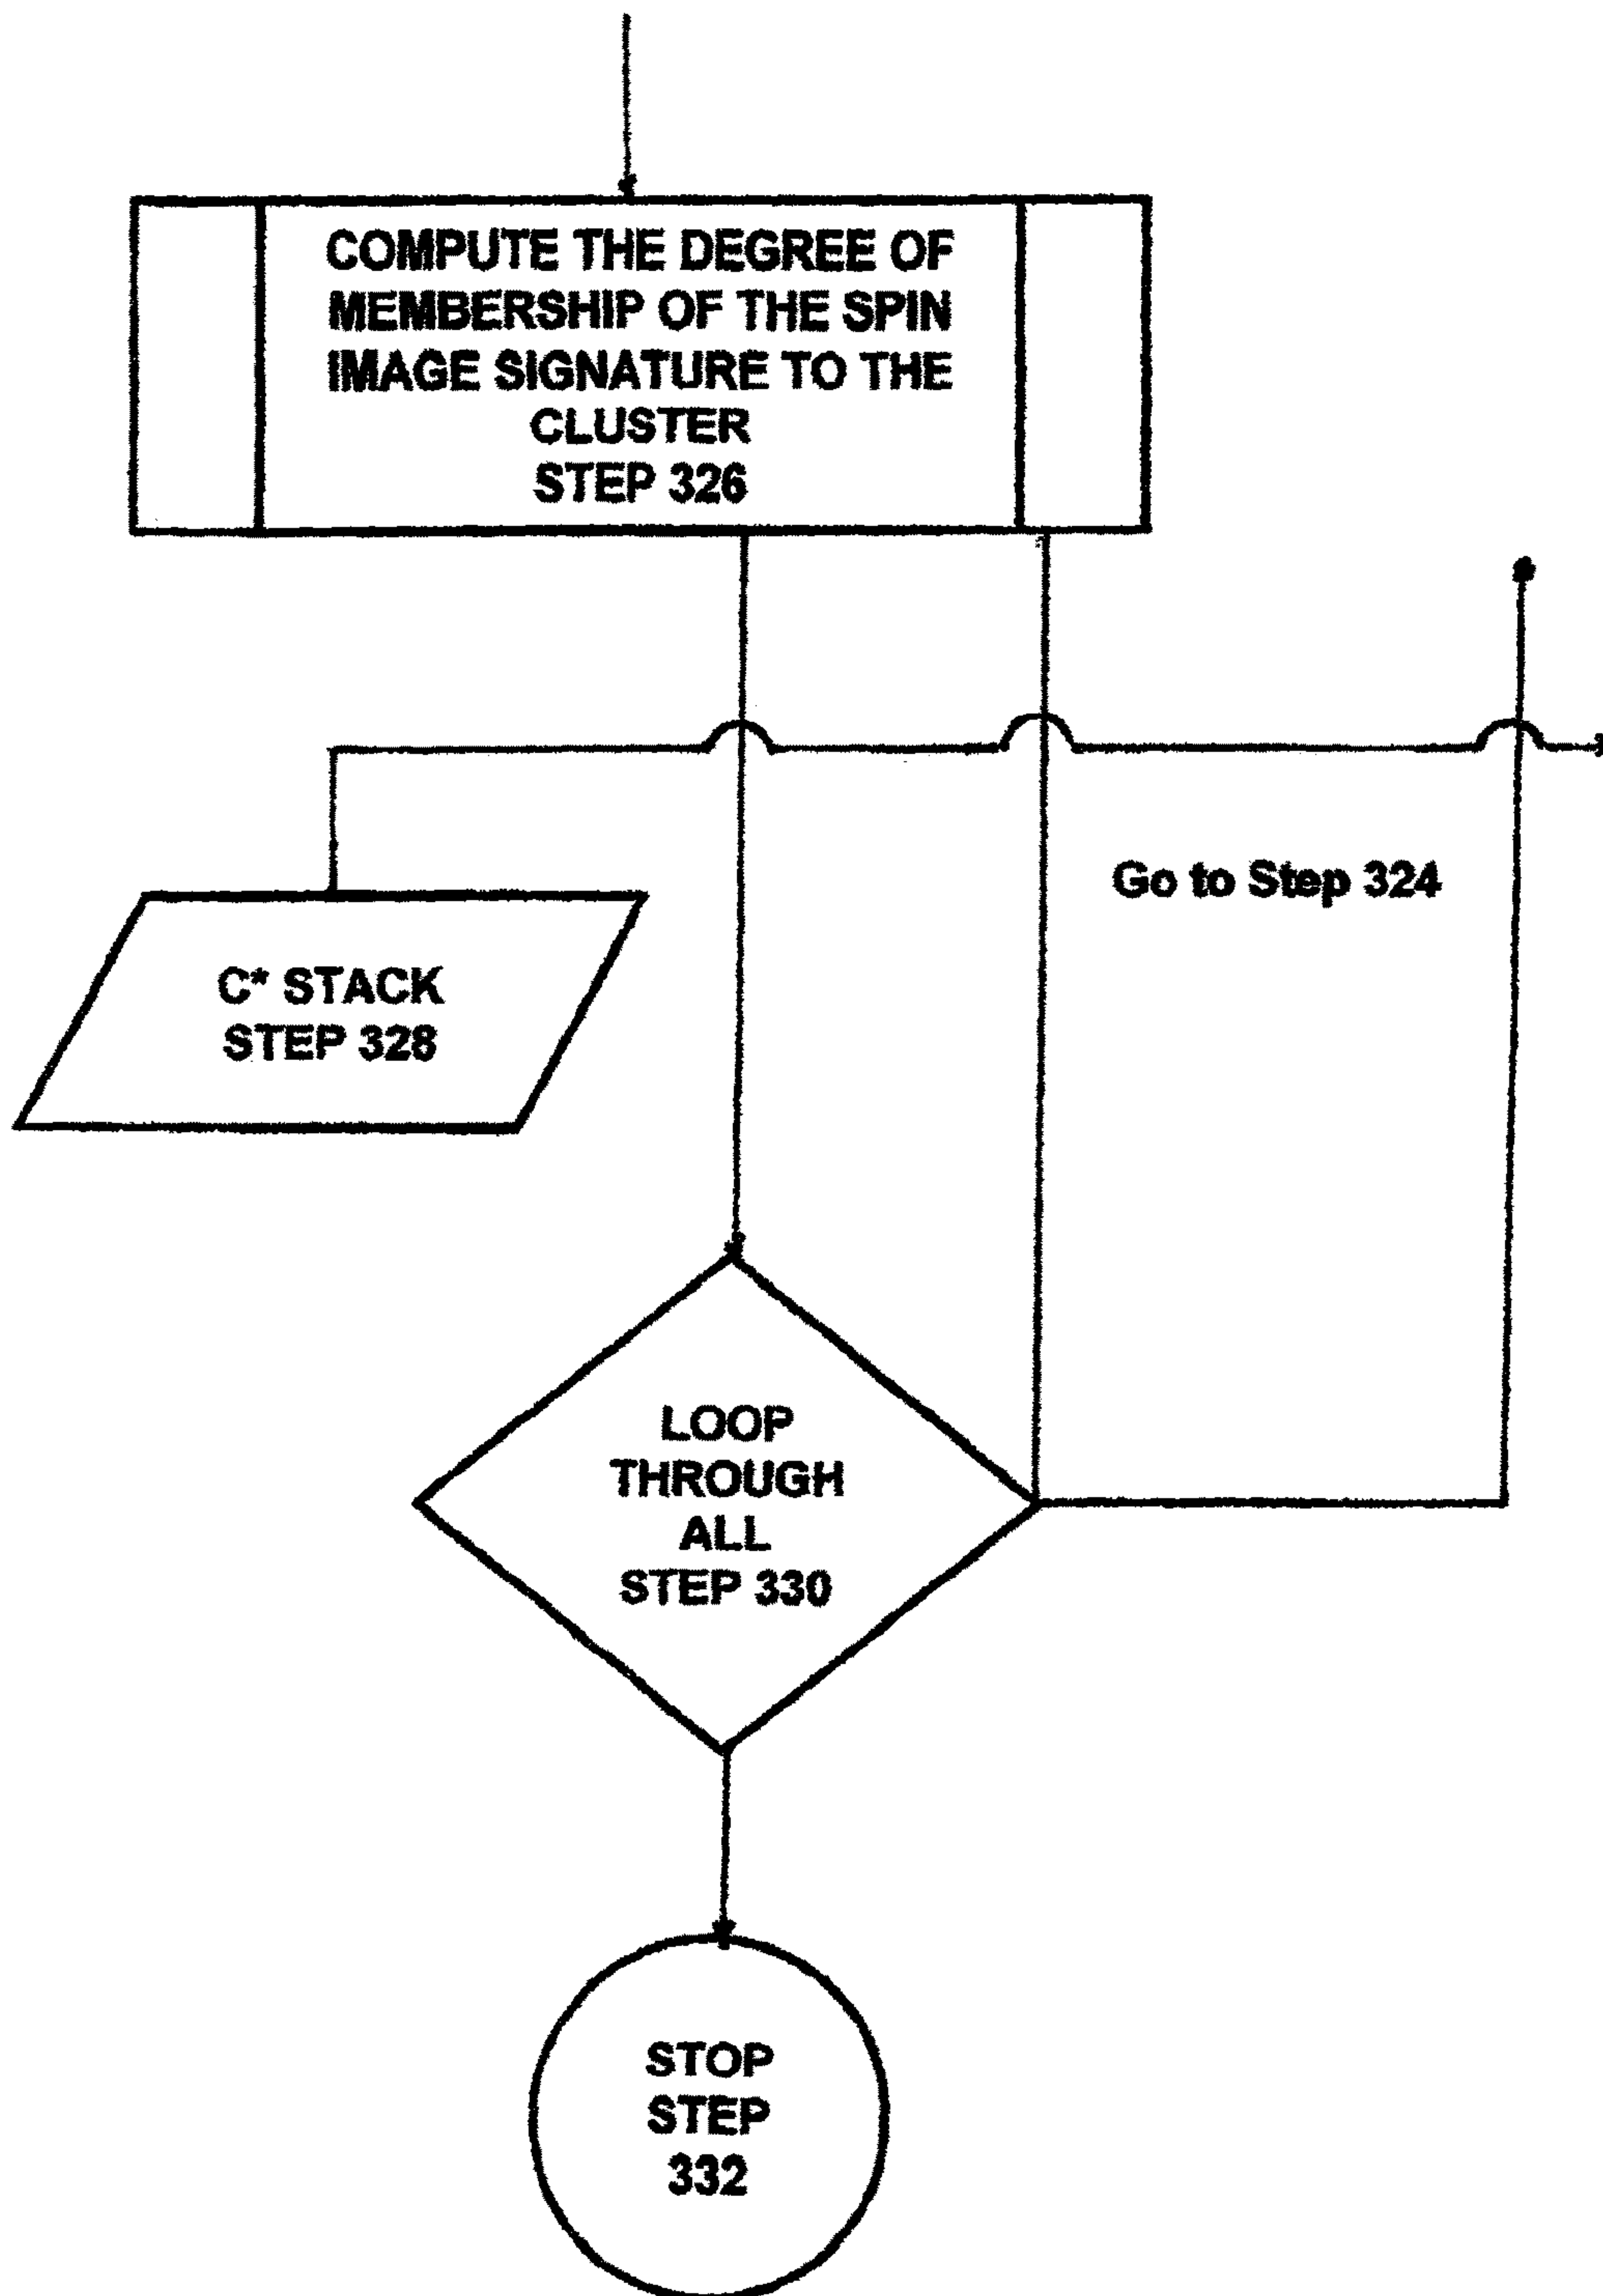 COMPUTE THE DEGREE OF
MEMBERSHIP OF THE SPIN
IMAGE SIGNATURE TO THE
CLUSTER
STEP 326
Go to Step 324
C* STACK
STEP 328
LOOP
THROUGH
ALL
STEP 330
STOP
STEP
332